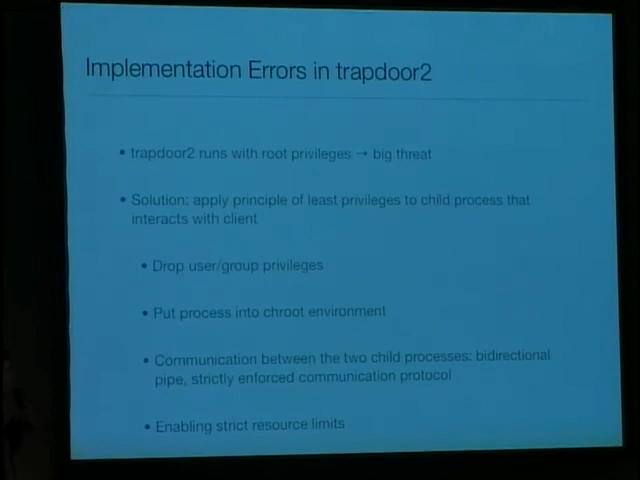 Implementation Errors in trapdoor2
• trapdoor2 runs with root privileges → big threat
• Solution: apply principle of least privileges to child process that
interacts with client
• Drop user/group privileges
• Put process into chroot environment
• Communication between the two child processes: bidirectional
pipe, strictly enforced communication protocol
• Enabling strict resource limits